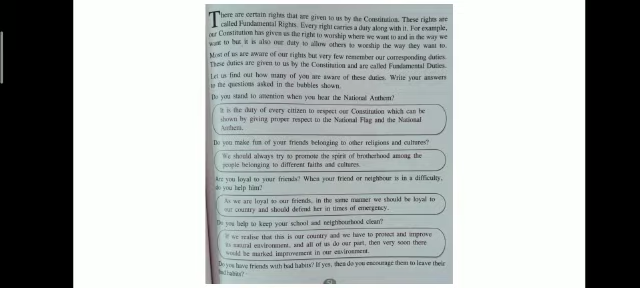 There are certain rights that are given to us by the Constitution. These rights are
called Fundamental Rights. Every right carries a duty along with it. For example,
our Constitution has given us the right to worship where we want to and in the way we
want to but it is also our duty to allow others to worship the way they want to.
Most of us are aware of our rights but very few remember our corresponding duties.
These duties are given to us by the Constitution and are called Fundamental Duties.
Let us find out how many of you are aware of these duties. Write your answers
to the questions asked in the bubbles shown.
Do you stand to attention when you hear the National Anthem?
It is the duty of every citizen to respect our Constitution which can be
shown by giving proper respect to the National Flag and the National
Anthem.
Do you make fun of your friends belonging to other religions and cultures?
We should always try to promote the spirit of brotherhood among the
people belonging to different faiths and cultures.
Are you loyal to your friends? When your friend or neighbour is in a difficulty,
do you help him?
As we are loyal to our friends, in the same manner we should be loyal to
our country and should defend her in times of emergency.
Do you help to keep your school and neighbourhood clean?
If we realise that this is our country and we have to protect and improve
its natural environment, and all of us do our part, then very soon there
would be marked improvement in our environment.
Do you have friends with bad habits? If yes, then do you encourage them to leave their
bad habits?